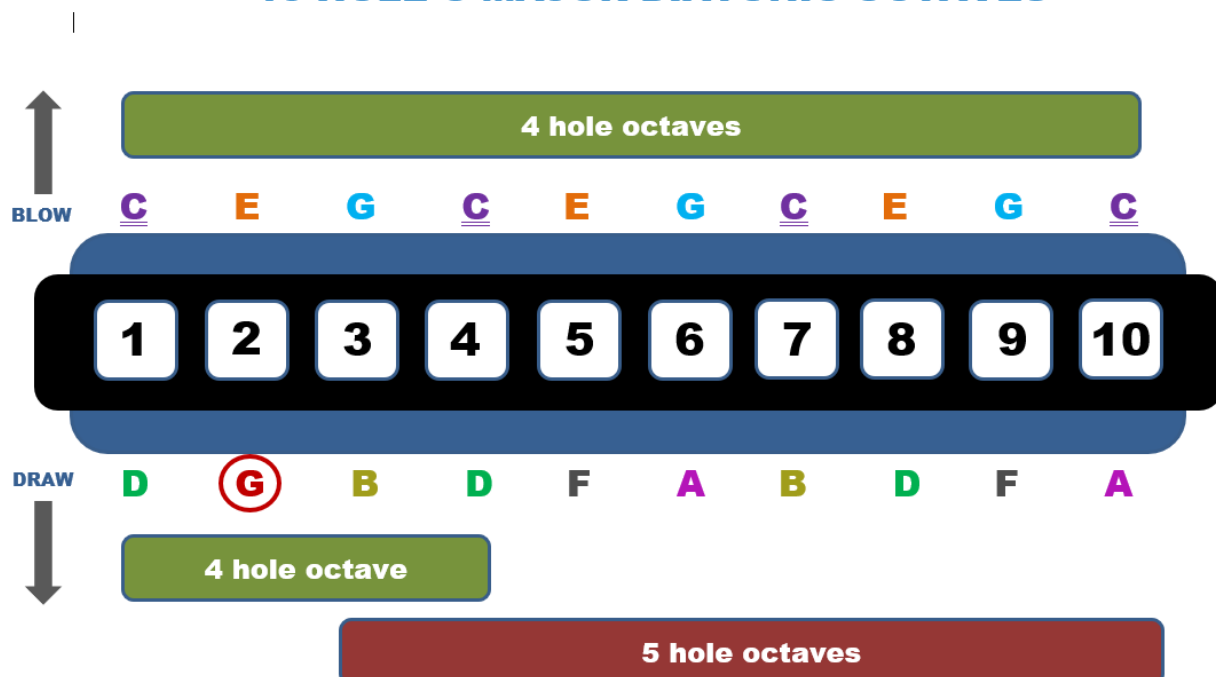 4 hole octaves
BLOW C E G C E G C E G C
1 2 3 4 5 6 7 8 9 10
DRAW D G B D F A B D F A
4 hole octave
5 hole octaves